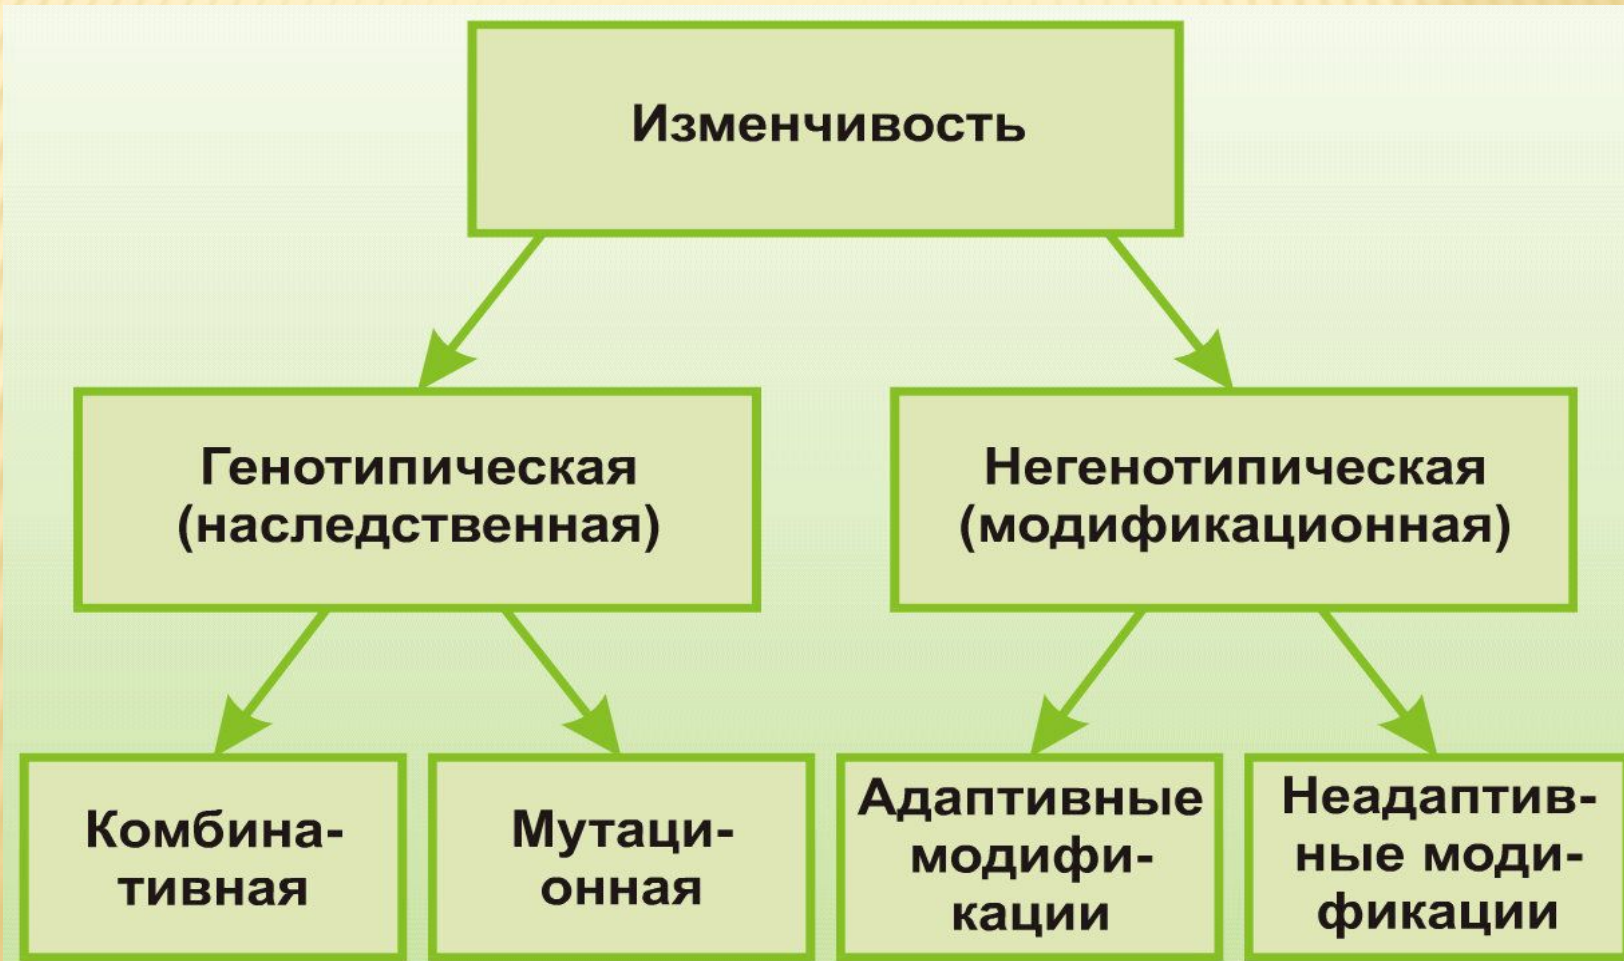 Изменчивость
Генотипическая
(наследственная)
Негенотипическая
(модификационная)
Комбина-
тивная
Мутаци-
онная
Адаптивные
модифи-
кации
Неадаптив-
ные моди-
фикации